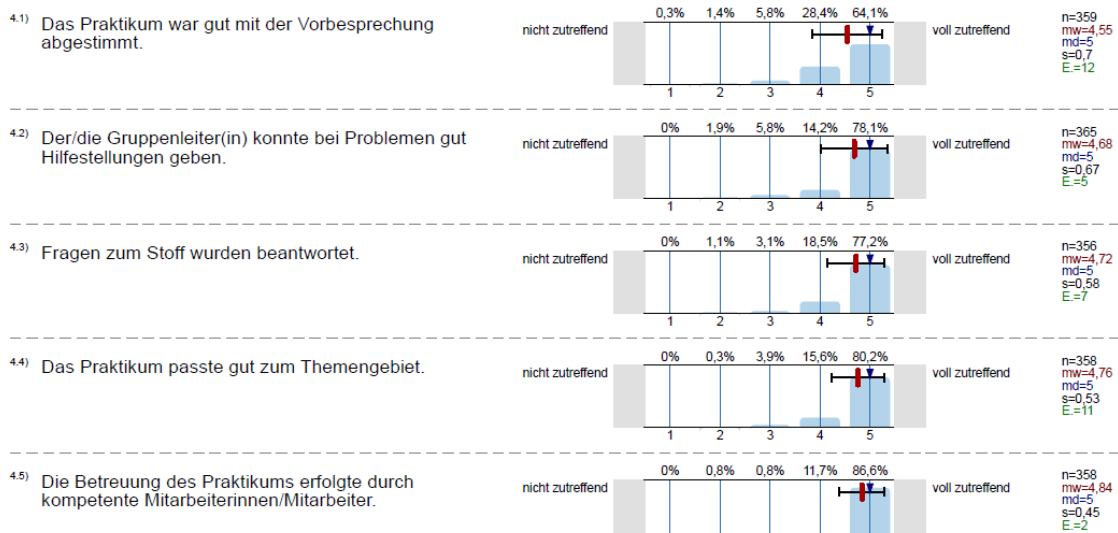 4.1) Das Praktikum war gut mit der Vorbesprechung
abgestimmt.
nicht zutreffend
0,3% 1,4% 5,8% 28,4% 64,1%
1 2 3 4 5
voll zutreffend
n=359
mw=4,55
md=5
s=0,7
E.=12
4.2) Der/die Gruppenleiter(in) konnte bei Problemen gut
Hilfestellungen geben.
nicht zutreffend
0% 1,9% 5,8% 14,2% 78,1%
1 2 3 4 5
voll zutreffend
n=365
mw=4,68
md=5
s=0,67
E.=5
4.3) Fragen zum Stoff wurden beantwortet.
nicht zutreffend
0% 1,1% 3,1% 18,5% 77,2%
1 2 3 4 5
voll zutreffend
n=356
mw=4,72
md=5
s=0,58
E.=7
4.4) Das Praktikum passte gut zum Themengebiet.
nicht zutreffend
0% 0,3% 3,9% 15,6% 80,2%
1 2 3 4 5
voll zutreffend
n=358
mw=4,76
md=5
s=0,53
E.=11
4.5) Die Betreuung des Praktikums erfolgte durch
kompetente Mitarbeiterinnen/Mitarbeiter.
nicht zutreffend
0% 0,8% 0,8% 11,7% 86,6%
1 2 3 4 5
voll zutreffend
n=358
mw=4,84
md=5
s=0,45
E.=2